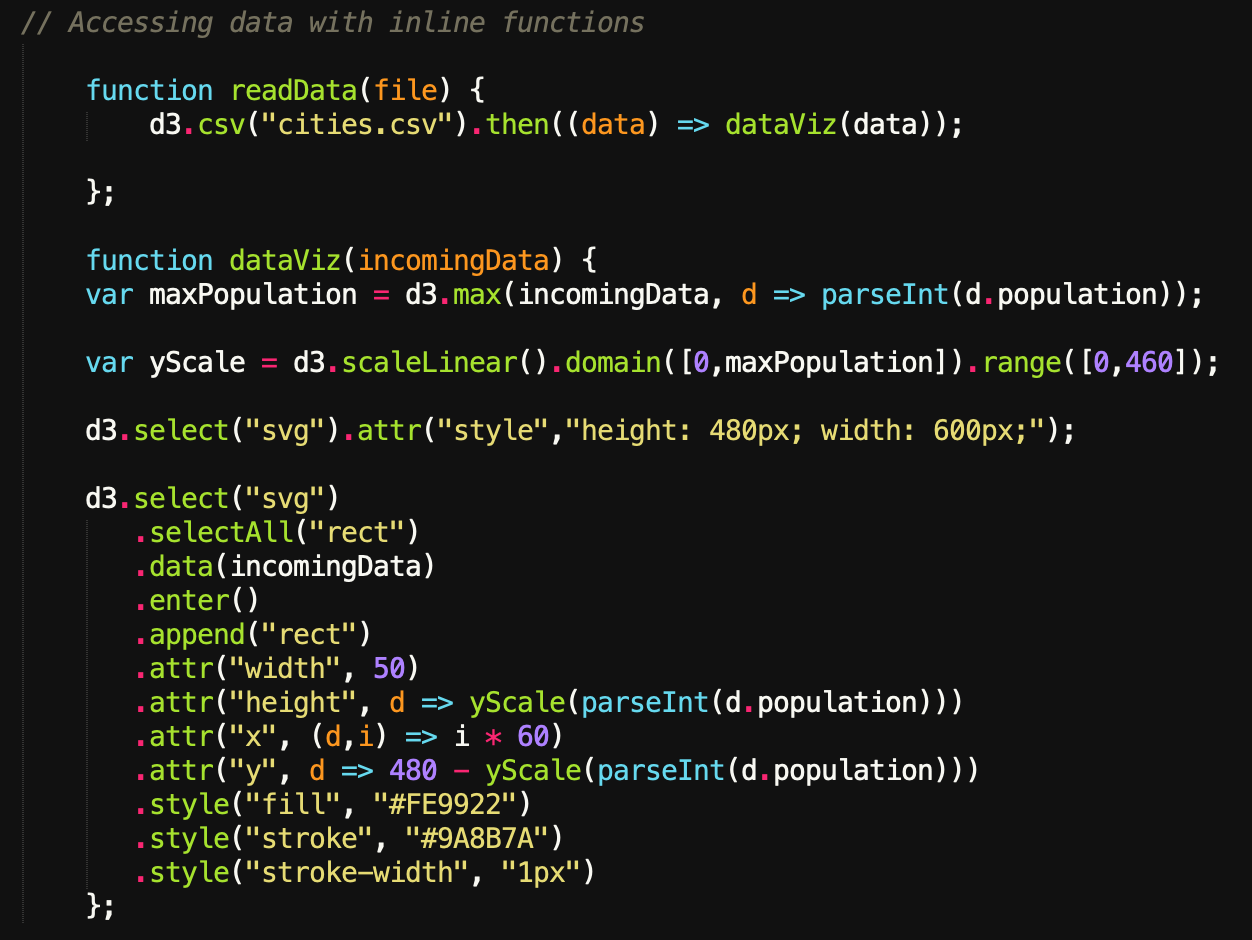 // Accessing data with inline functions
function readData(file) {
d3.csv("cities.csv").then((data) => dataViz(data));
};
function dataViz(incomingData) {
var maxPopulation = d3.max(incomingData, d => parseInt(d.population));
var yScale = d3.scaleLinear().domain([0,maxPopulation]).range([0,460]);
d3.select("svg").attr("style","height: 480px; width: 600px;");
d3.select("svg")
.selectAll("rect")
.data(incomingData)
.enter()
.append("rect")
.attr("width", 50)
.attr("height", d => yScale(parseInt(d.population)))
.attr("x", (d,i) => i * 60)
.attr("y", d => 480 - yScale(parseInt(d.population)))
.style("fill", "#FE9922")
.style("stroke", "#9A8B7A")
.style("stroke-width", "1px")
};